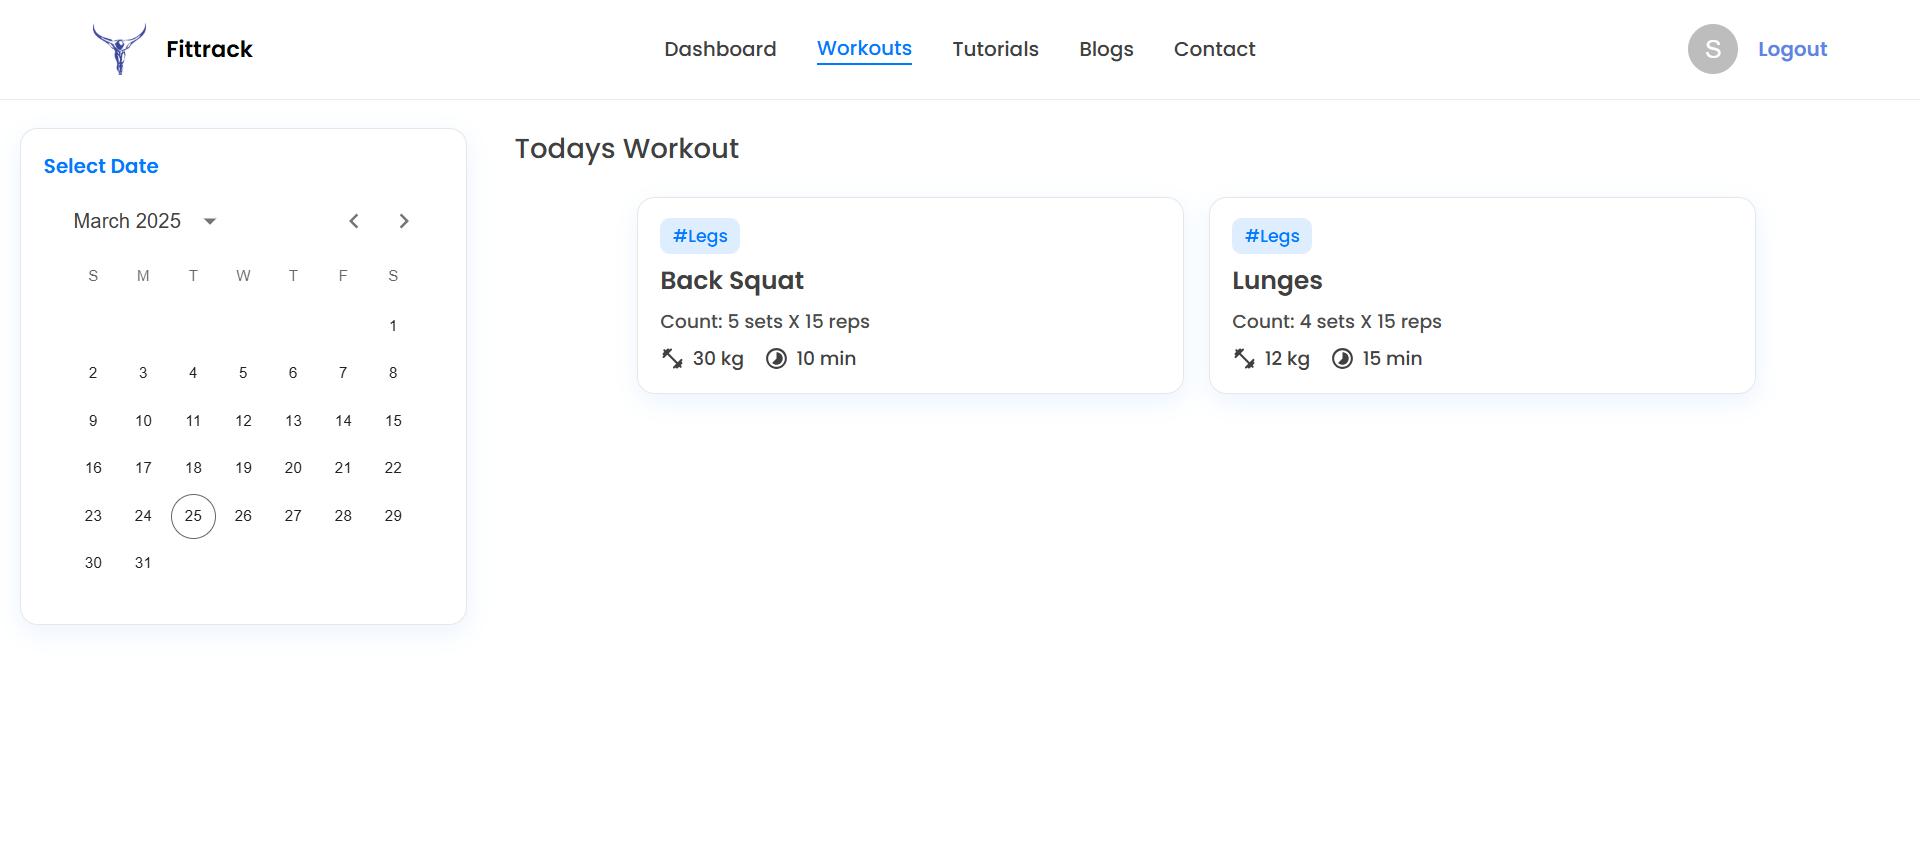 Fittrack
Dashboard Workouts Tutorials Blogs Contact
S Logout
Select Date
March 2025
S M T W T F S
1
2 3 4 5 6 7 8
9 10 11 12 13 14 15
16 17 18 19 20 21 22
23 24 25 26 27 28 29
30 31
Todays Workout
#Legs
Back Squat
Count: 5 sets X 15 reps
30 kg 10 min
#Legs
Lunges
Count: 4 sets X 15 reps
12 kg 15 min